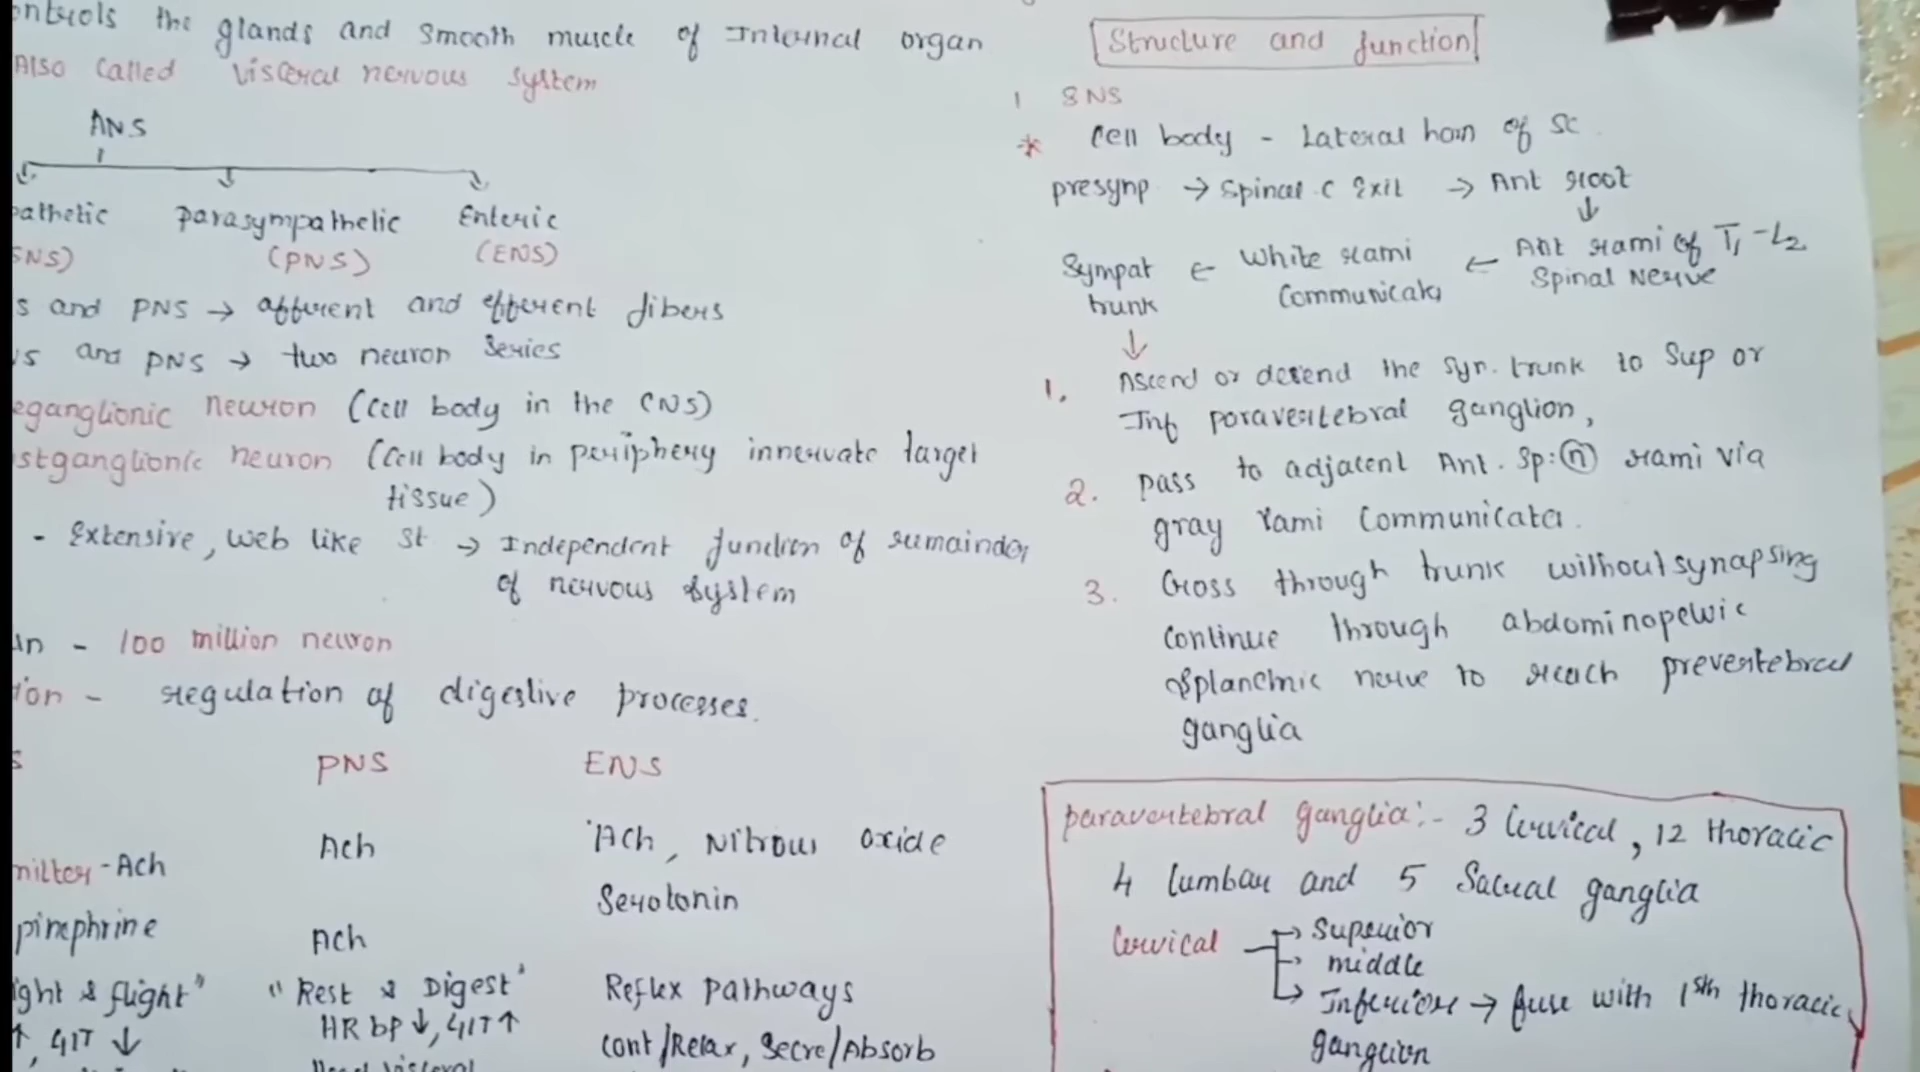 ontrols the glands and smooth muscle of Internal organ
Also called visceral nervous system
ANS
pathetic parasympathetic Enteric
SNS) (PNS) (ENS)
s and PNS → afferent and efferent fibers
s and PNS → two neuron series
eganglionic neuron (cell body in the CNS)
stganglionic neuron (cell body in periphery innervate target
tissue)
- Extensive, web like st → Independent function of remainder
of nervous system
in - 100 million neuron
ion - regulation of digestive processes.
s PNS ENS
mitter - Ach Ach Ach, Nitrous oxide
Serotonin
pinephrine Ach
ight & flight" "Rest & Digest" Reflex pathways
↑, GIT ↓ HR bp ↓, GIT ↑ cont/Relax, Secre/Absorb
Structure and function
1 SNS
* Cell body - Lateral horn of SC
presynp. → Spinal c Exit → Ant root
↓
Sympat ← White rami ← Ant rami of T1 - L2
trunk Communicaty Spinal Nerve
↓
1. Ascend or desend the syn. trunk to Sup or
Inf paravertebral ganglion,
2. pass to adjacent Ant. Sp: (n) rami via
gray rami Communicater.
3. Cross through trunk without synapsing
continue through abdominopelvic
splanchnic nerve to reach prevertebral
ganglia
paravertebral ganglia:- 3 Cervical, 12 thoracic
4 lumbar and 5 Sacral ganglia
Cervical → Superior
→ middle
→ Inferior → fuse with 1sth thoracic
ganglion